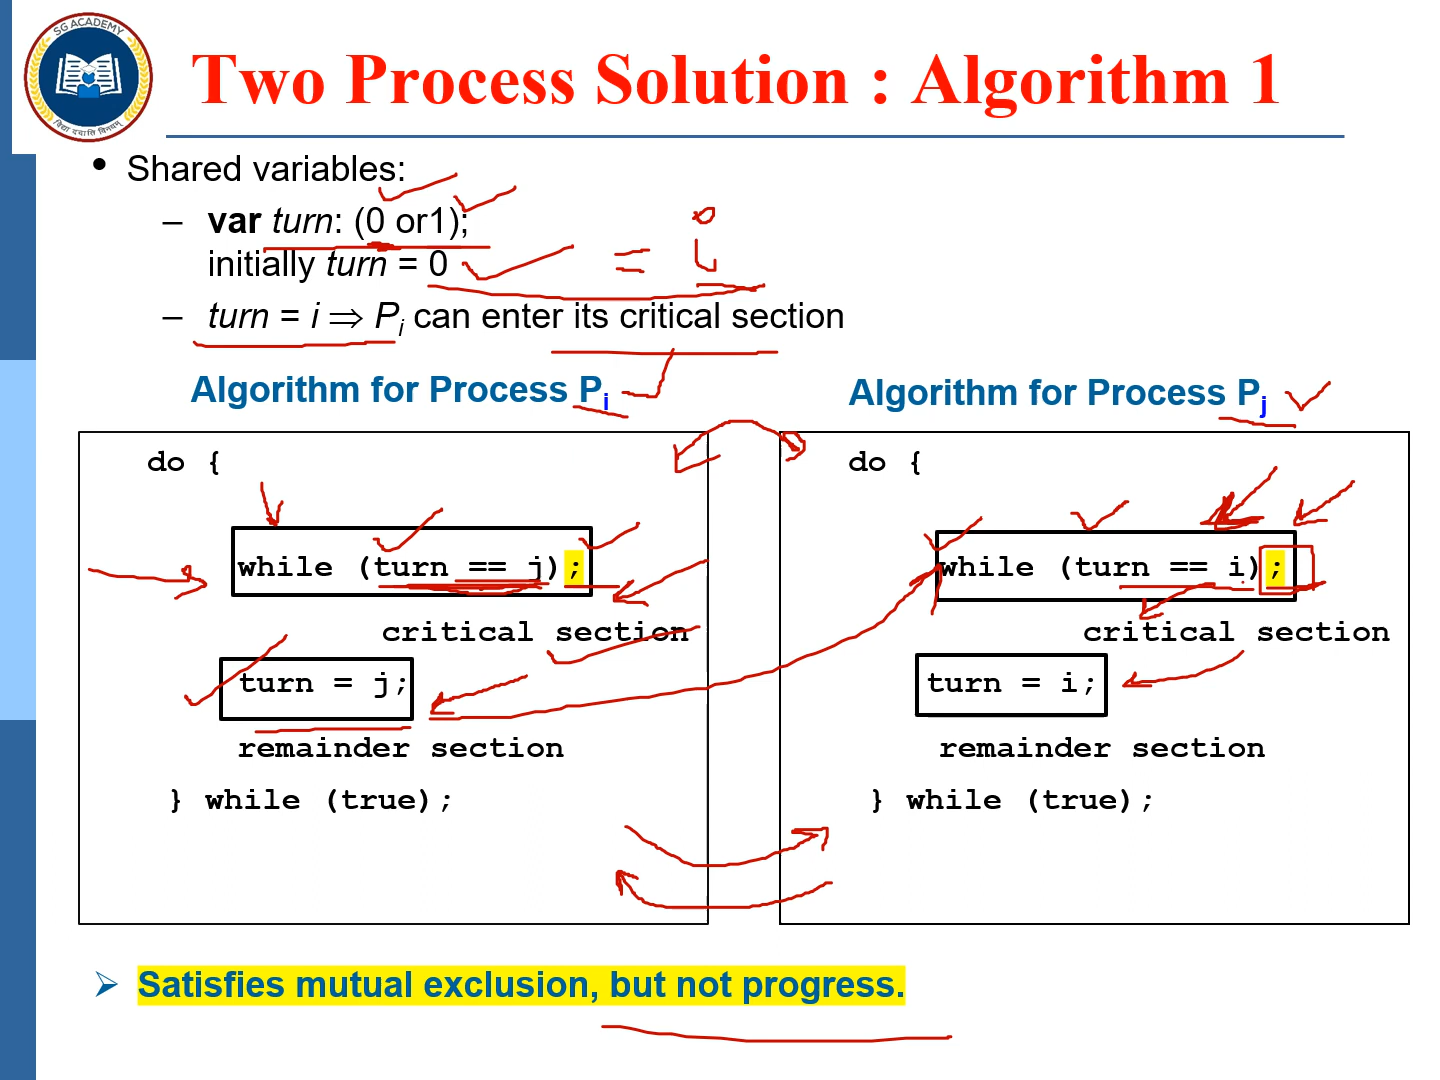 SG ACADEMY
विद्या ददाति विनयम्
Two Process Solution : Algorithm 1
• Shared variables:
– var turn: (0 or1);
initially turn = 0
= i
– turn = i ⇒ Pi can enter its critical section
Algorithm for Process Pi
do {
while (turn == j);
critical section
turn = j;
remainder section
} while (true);
Algorithm for Process Pj
do {
while (turn == i);
critical section
turn = i;
remainder section
} while (true);
➢ Satisfies mutual exclusion, but not progress.